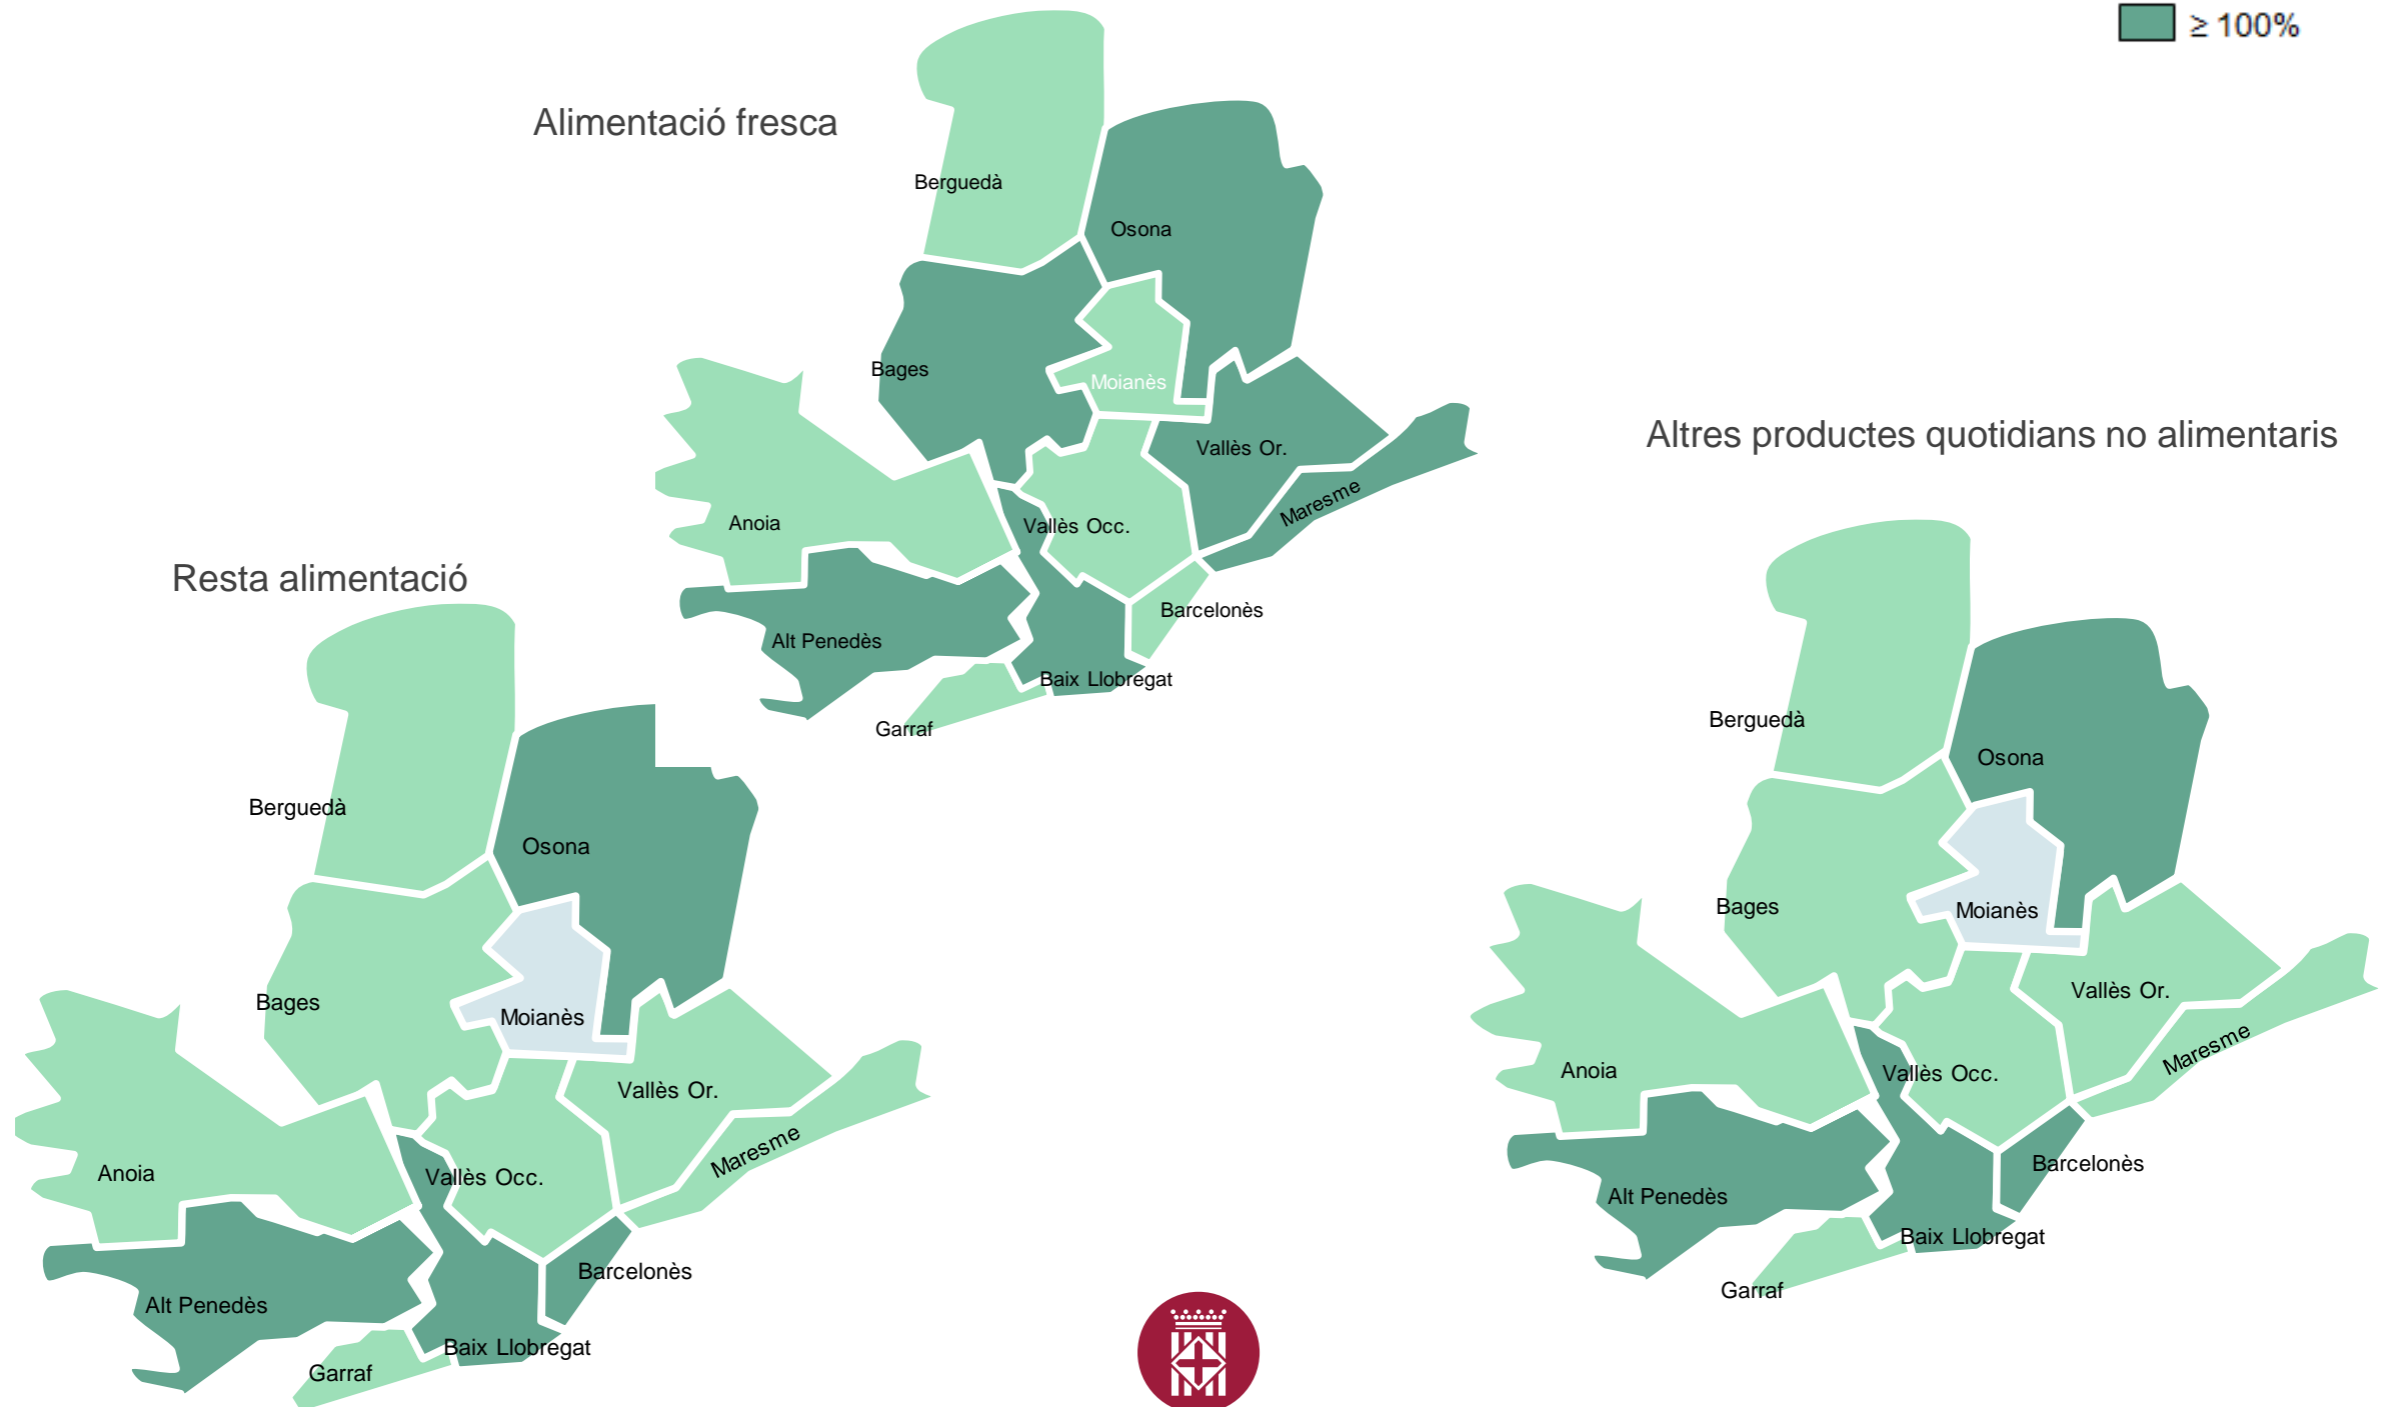 ≥ 100%
Alimentació fresca
Berguedà
Osona
Bages
Moianès
Vallès Or.
Maresme
Anoia
Vallès Occ.
Barcelonès
Alt Penedès
Baix Llobregat
Garraf
Altres productes quotidians no alimentaris
Berguedà
Osona
Bages
Moianès
Vallès Or.
Maresme
Anoia
Vallès Occ.
Barcelonès
Alt Penedès
Baix Llobregat
Garraf
Resta alimentació
Berguedà
Osona
Bages
Moianès
Vallès Or.
Maresme
Anoia
Vallès Occ.
Barcelonès
Alt Penedès
Baix Llobregat
Garraf